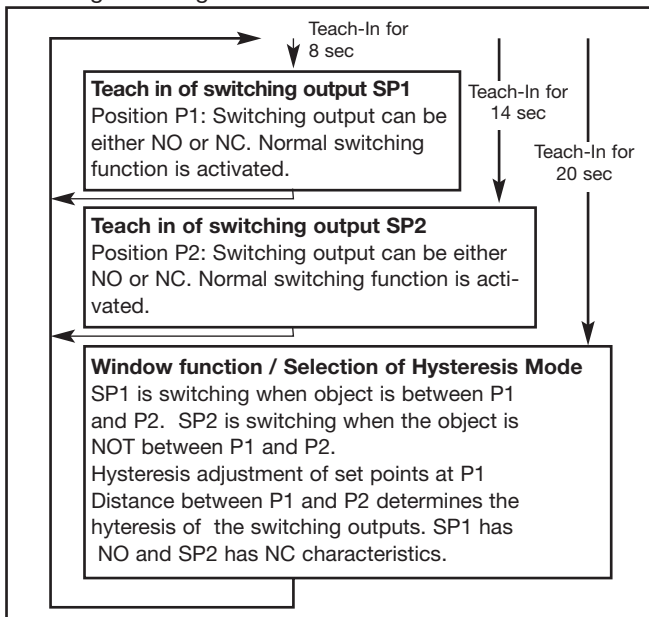 Teach-In for
8 sec
Teach in of switching output SP1
Position P1: Switching output can be
either NO or NC. Normal switching
function is activated.
Teach-In for
14 sec
Teach-In for
20 sec
Teach in of switching output SP2
Position P2: Switching output can be either
NO or NC. Normal switching function is acti-
vated.
Window function / Selection of Hysteresis Mode
SP1 is switching when object is between P1
and P2. SP2 is switching when the object is
NOT between P1 and P2.
Hysteresis adjustment of set points at P1
Distance between P1 and P2 determines the
hyteresis of the switching outputs. SP1 has
NO and SP2 has NC characteristics.